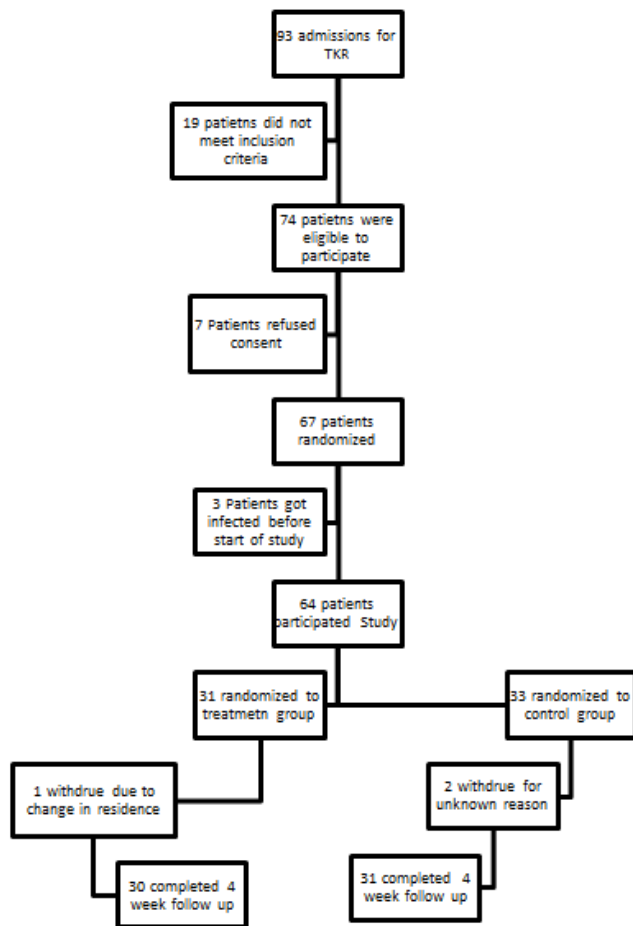 93 admissions for
TKR
19 patietns did not
meet inclusion
criteria
74 patietns were
eligible to
participate
7 Patients refused
consent
67 patients
randomized
3 Patients got
infected before
start of study
64 patients
participated Study
31 randomized to
treatmetn group
33 randomized to
control group
1 withdrue due to
change in residence
2 withdrue for
unknown reason
30 completed 4
week follow up
31 completed 4
week follow up